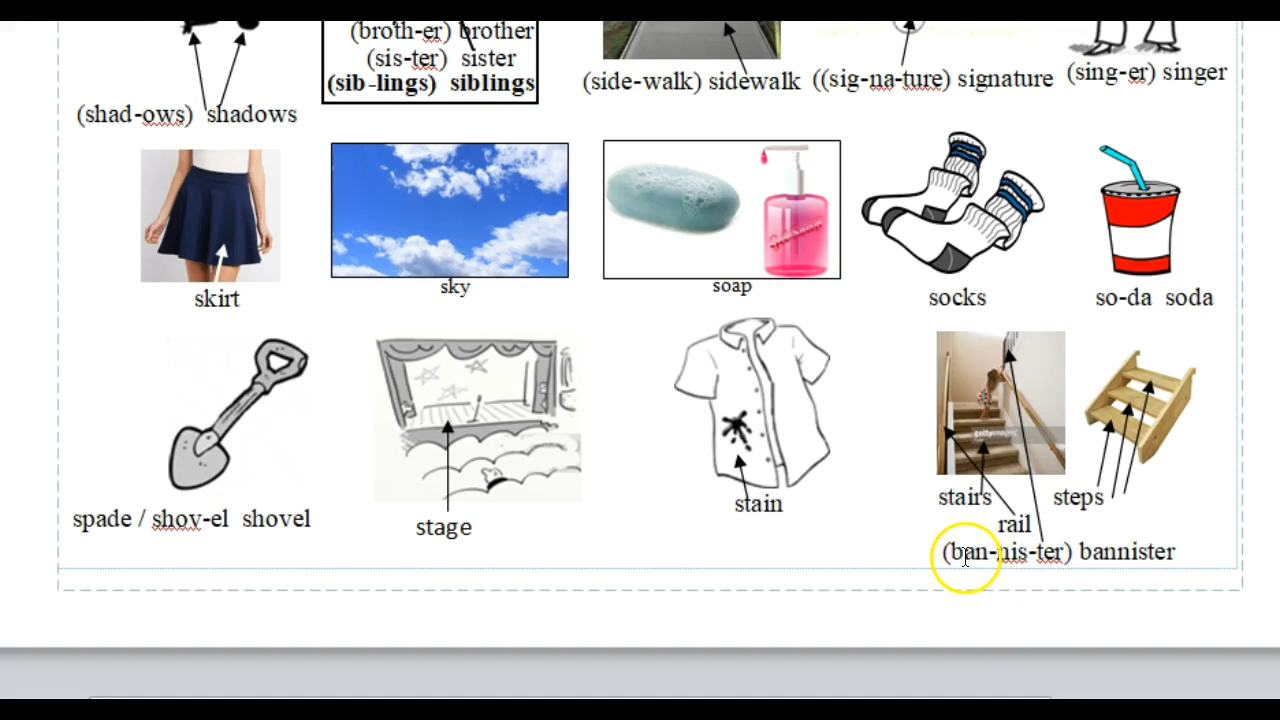 (broth-er) brother
(sis-ter) sister
(sib-lings) siblings
(shad-ows) shadows
(side-walk) sidewalk
((sig-na-ture) signature
(sing-er) singer
skirt
sky
soap
socks
so-da soda
spade / shov-el shovel
stage
stain
stairs
steps
rail
(ban-nis-ter) bannister